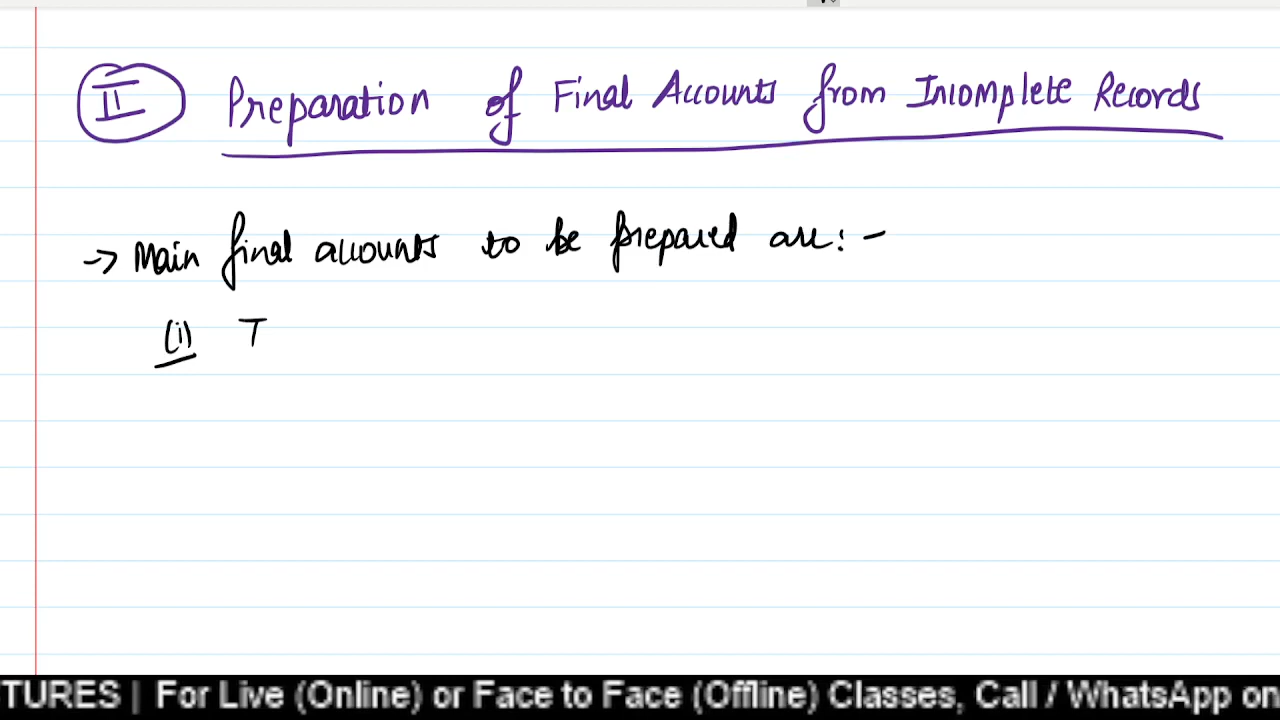 II Preparation of Final Accounts from Incomplete Records
→ Main final accounts to be prepared are: -
(i) T
TURES | For Live (Online) or Face to Face (Offline) Classes, Call / WhatsApp on